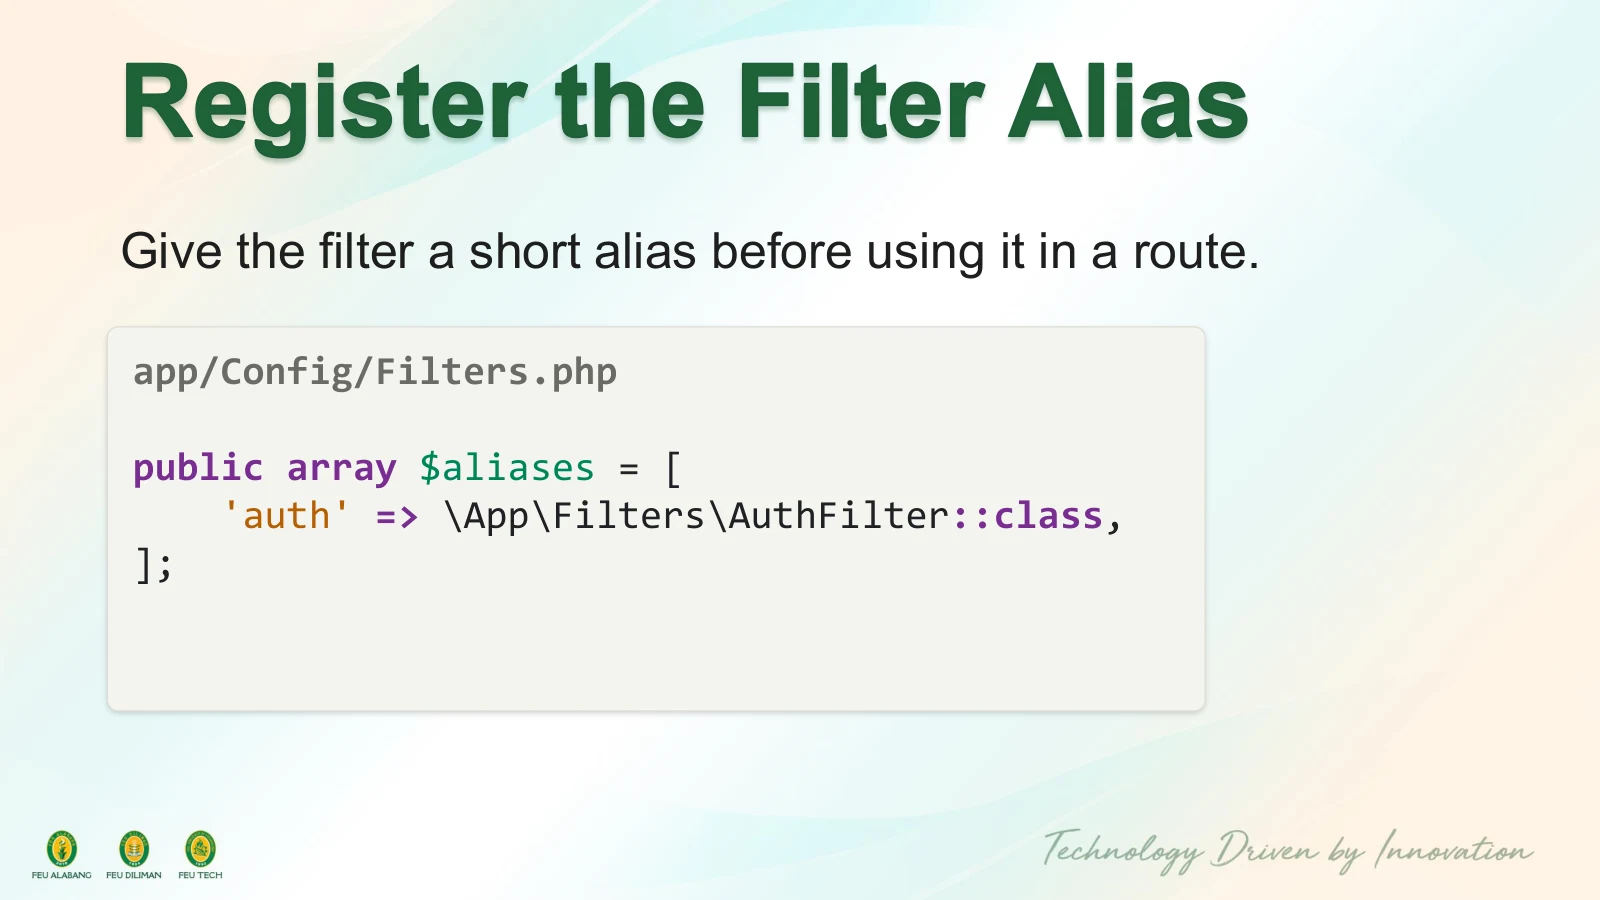 Register the Filter Alias
Give the filter a short alias before using it in a route.
app/Config/Filters.php
public array $aliases = [
    'auth' => \App\Filters\AuthFilter::class,
];
FEU ALABANG
FEU DILIMAN
FEU TECH
Technology Driven by Innovation